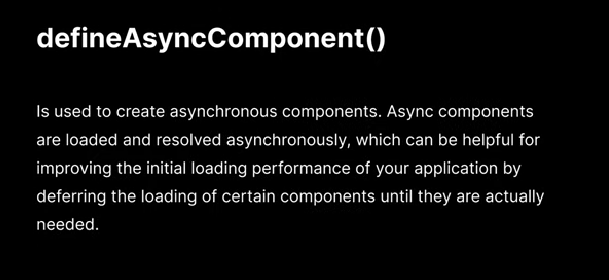 defineAsyncComponent()
Is used to create asynchronous components. Async components
are loaded and resolved asynchronously, which can be helpful for
improving the initial loading performance of your application by
deferring the loading of certain components until they are actually
needed.